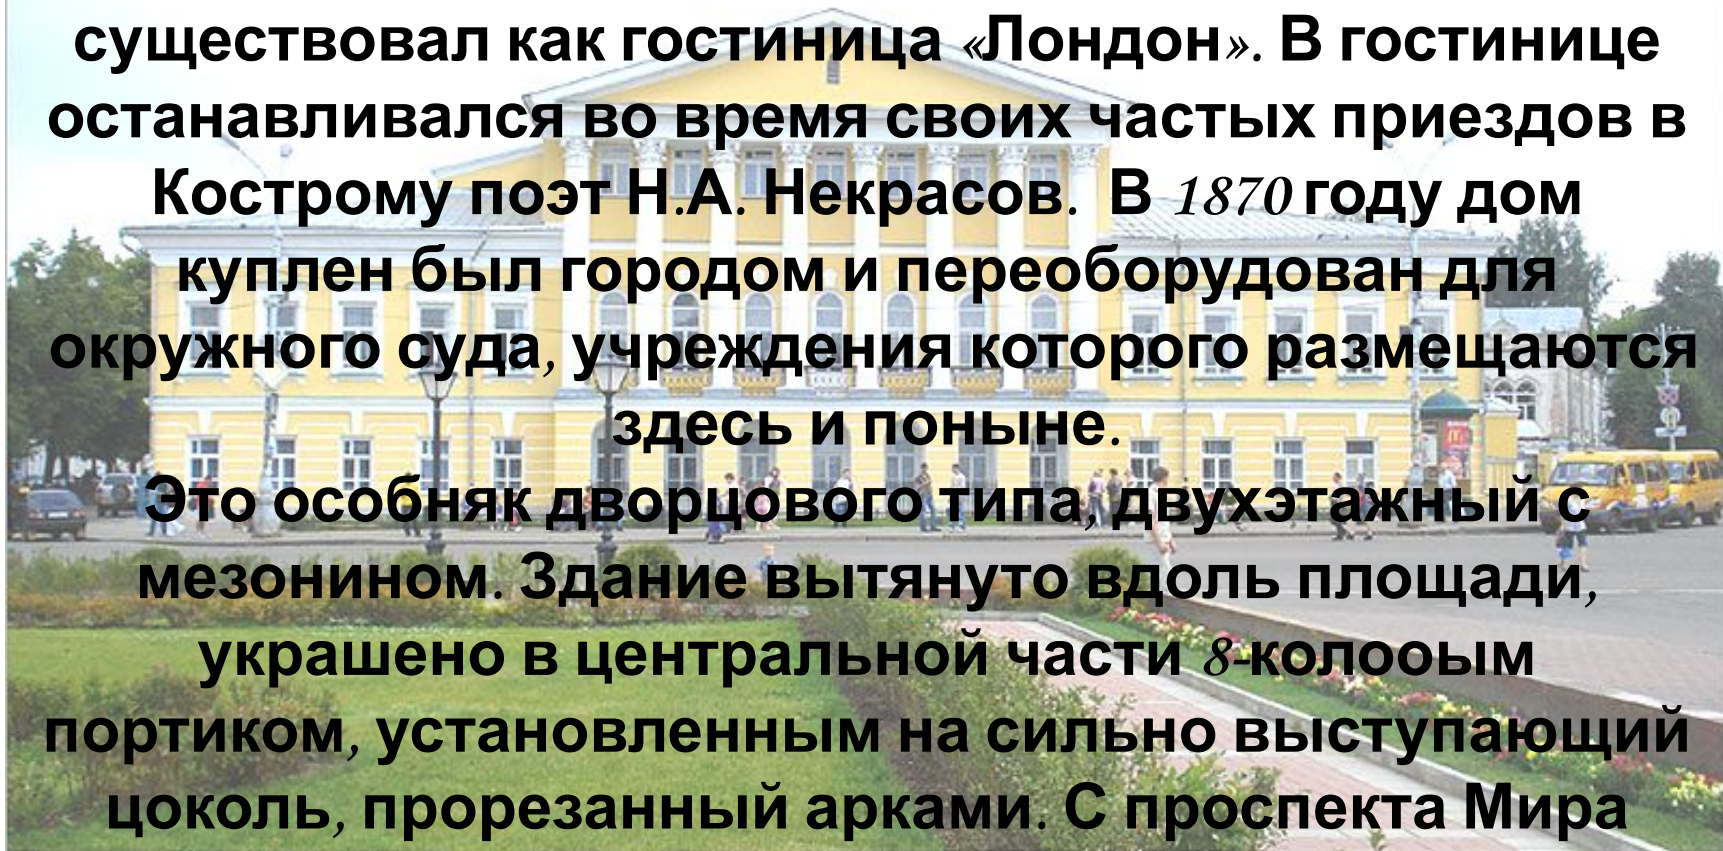 существовал как гостиница «Лондон». В гостинице
останавливался во время своих частых приездов в
Кострому поэт Н.А. Некрасов. В 1870 году дом
куплен был городом и переоборудован для
окружного суда, учреждения которого размещаются
здесь и поныне.
Это особняк дворцового типа, двухэтажный с
мезонином. Здание вытянуто вдоль площади,
украшено в центральной части 8-колооым
портиком, установленным на сильно выступающий
цоколь, прорезанный арками. С проспекта Мира